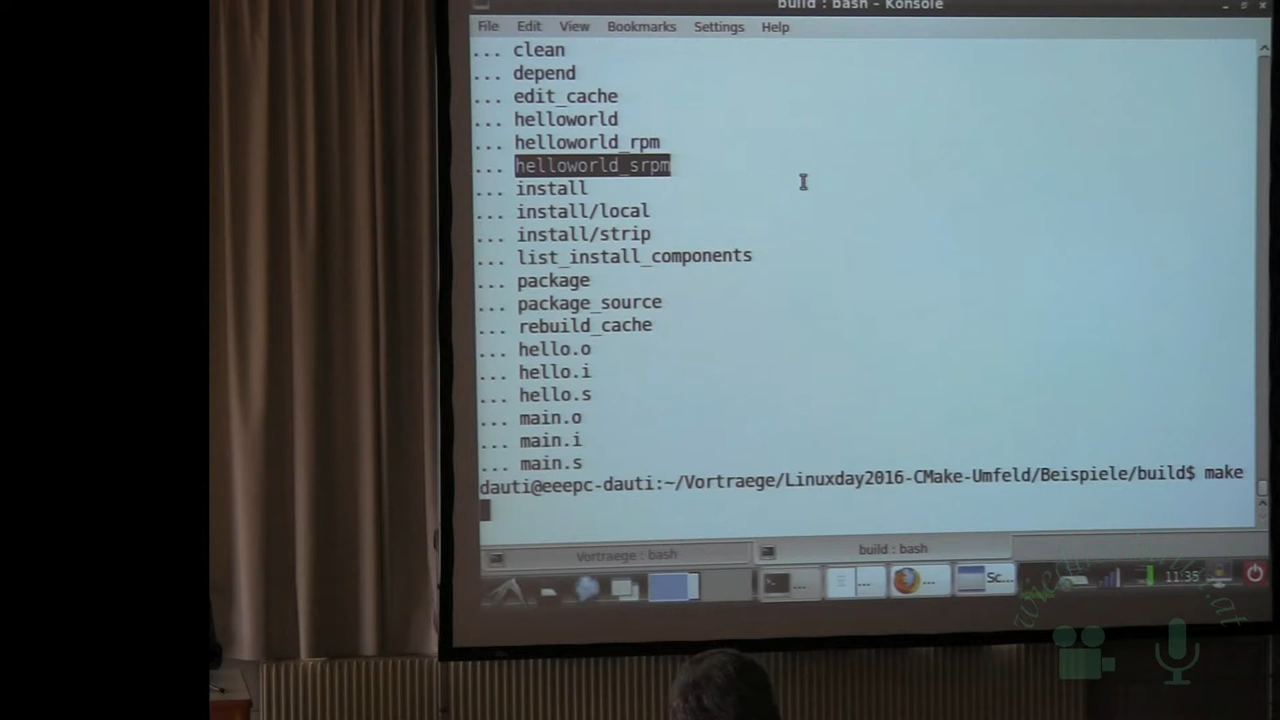 build : bash - Konsole
File Edit View Bookmarks Settings Help
... clean
... depend
... edit_cache
... helloworld
... helloworld_rpm
... helloworld_srpm
... install
... install/local
... install/strip
... list_install_components
... package
... package_source
... rebuild_cache
... hello.o
... hello.i
... hello.s
... main.o
... main.i
... main.s
dauti@eeepc-dauti:~/Vortraege/Linuxday2016-CMake-Umfeld/Beispiele/build$ make
Vortraege : bash build : bash
... ... ... Sc... 11:35